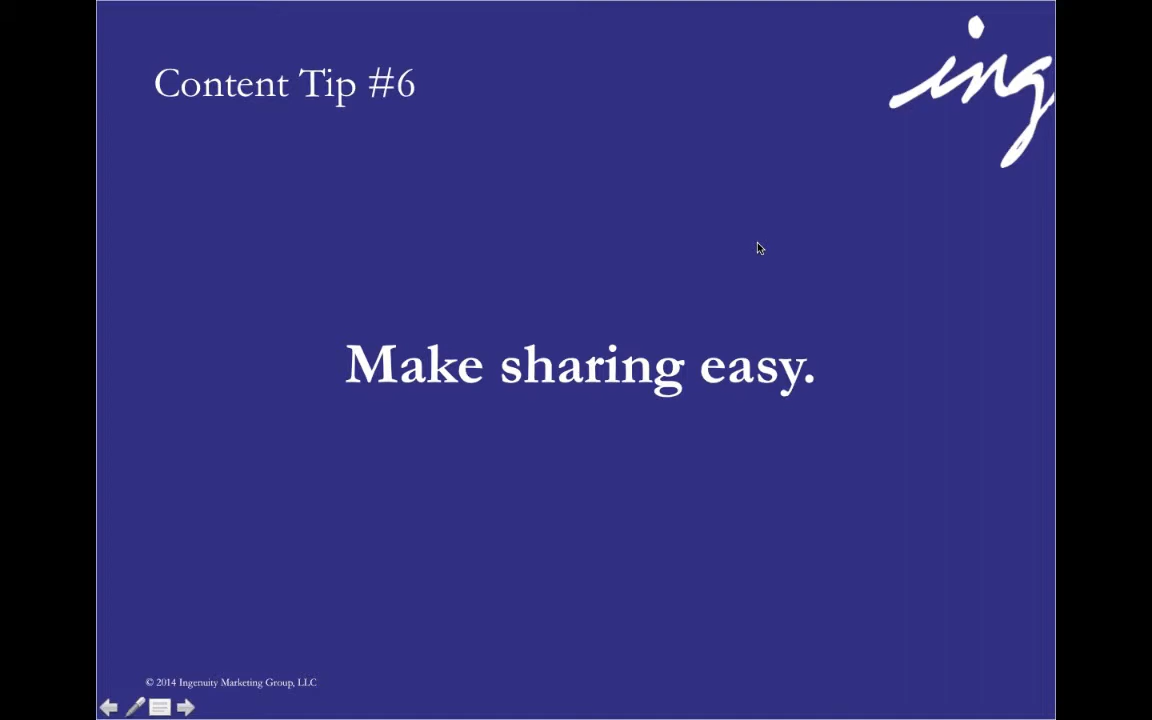 Content Tip #6
ing
Make sharing easy.
© 2014 Ingenuity Marketing Group, LLC